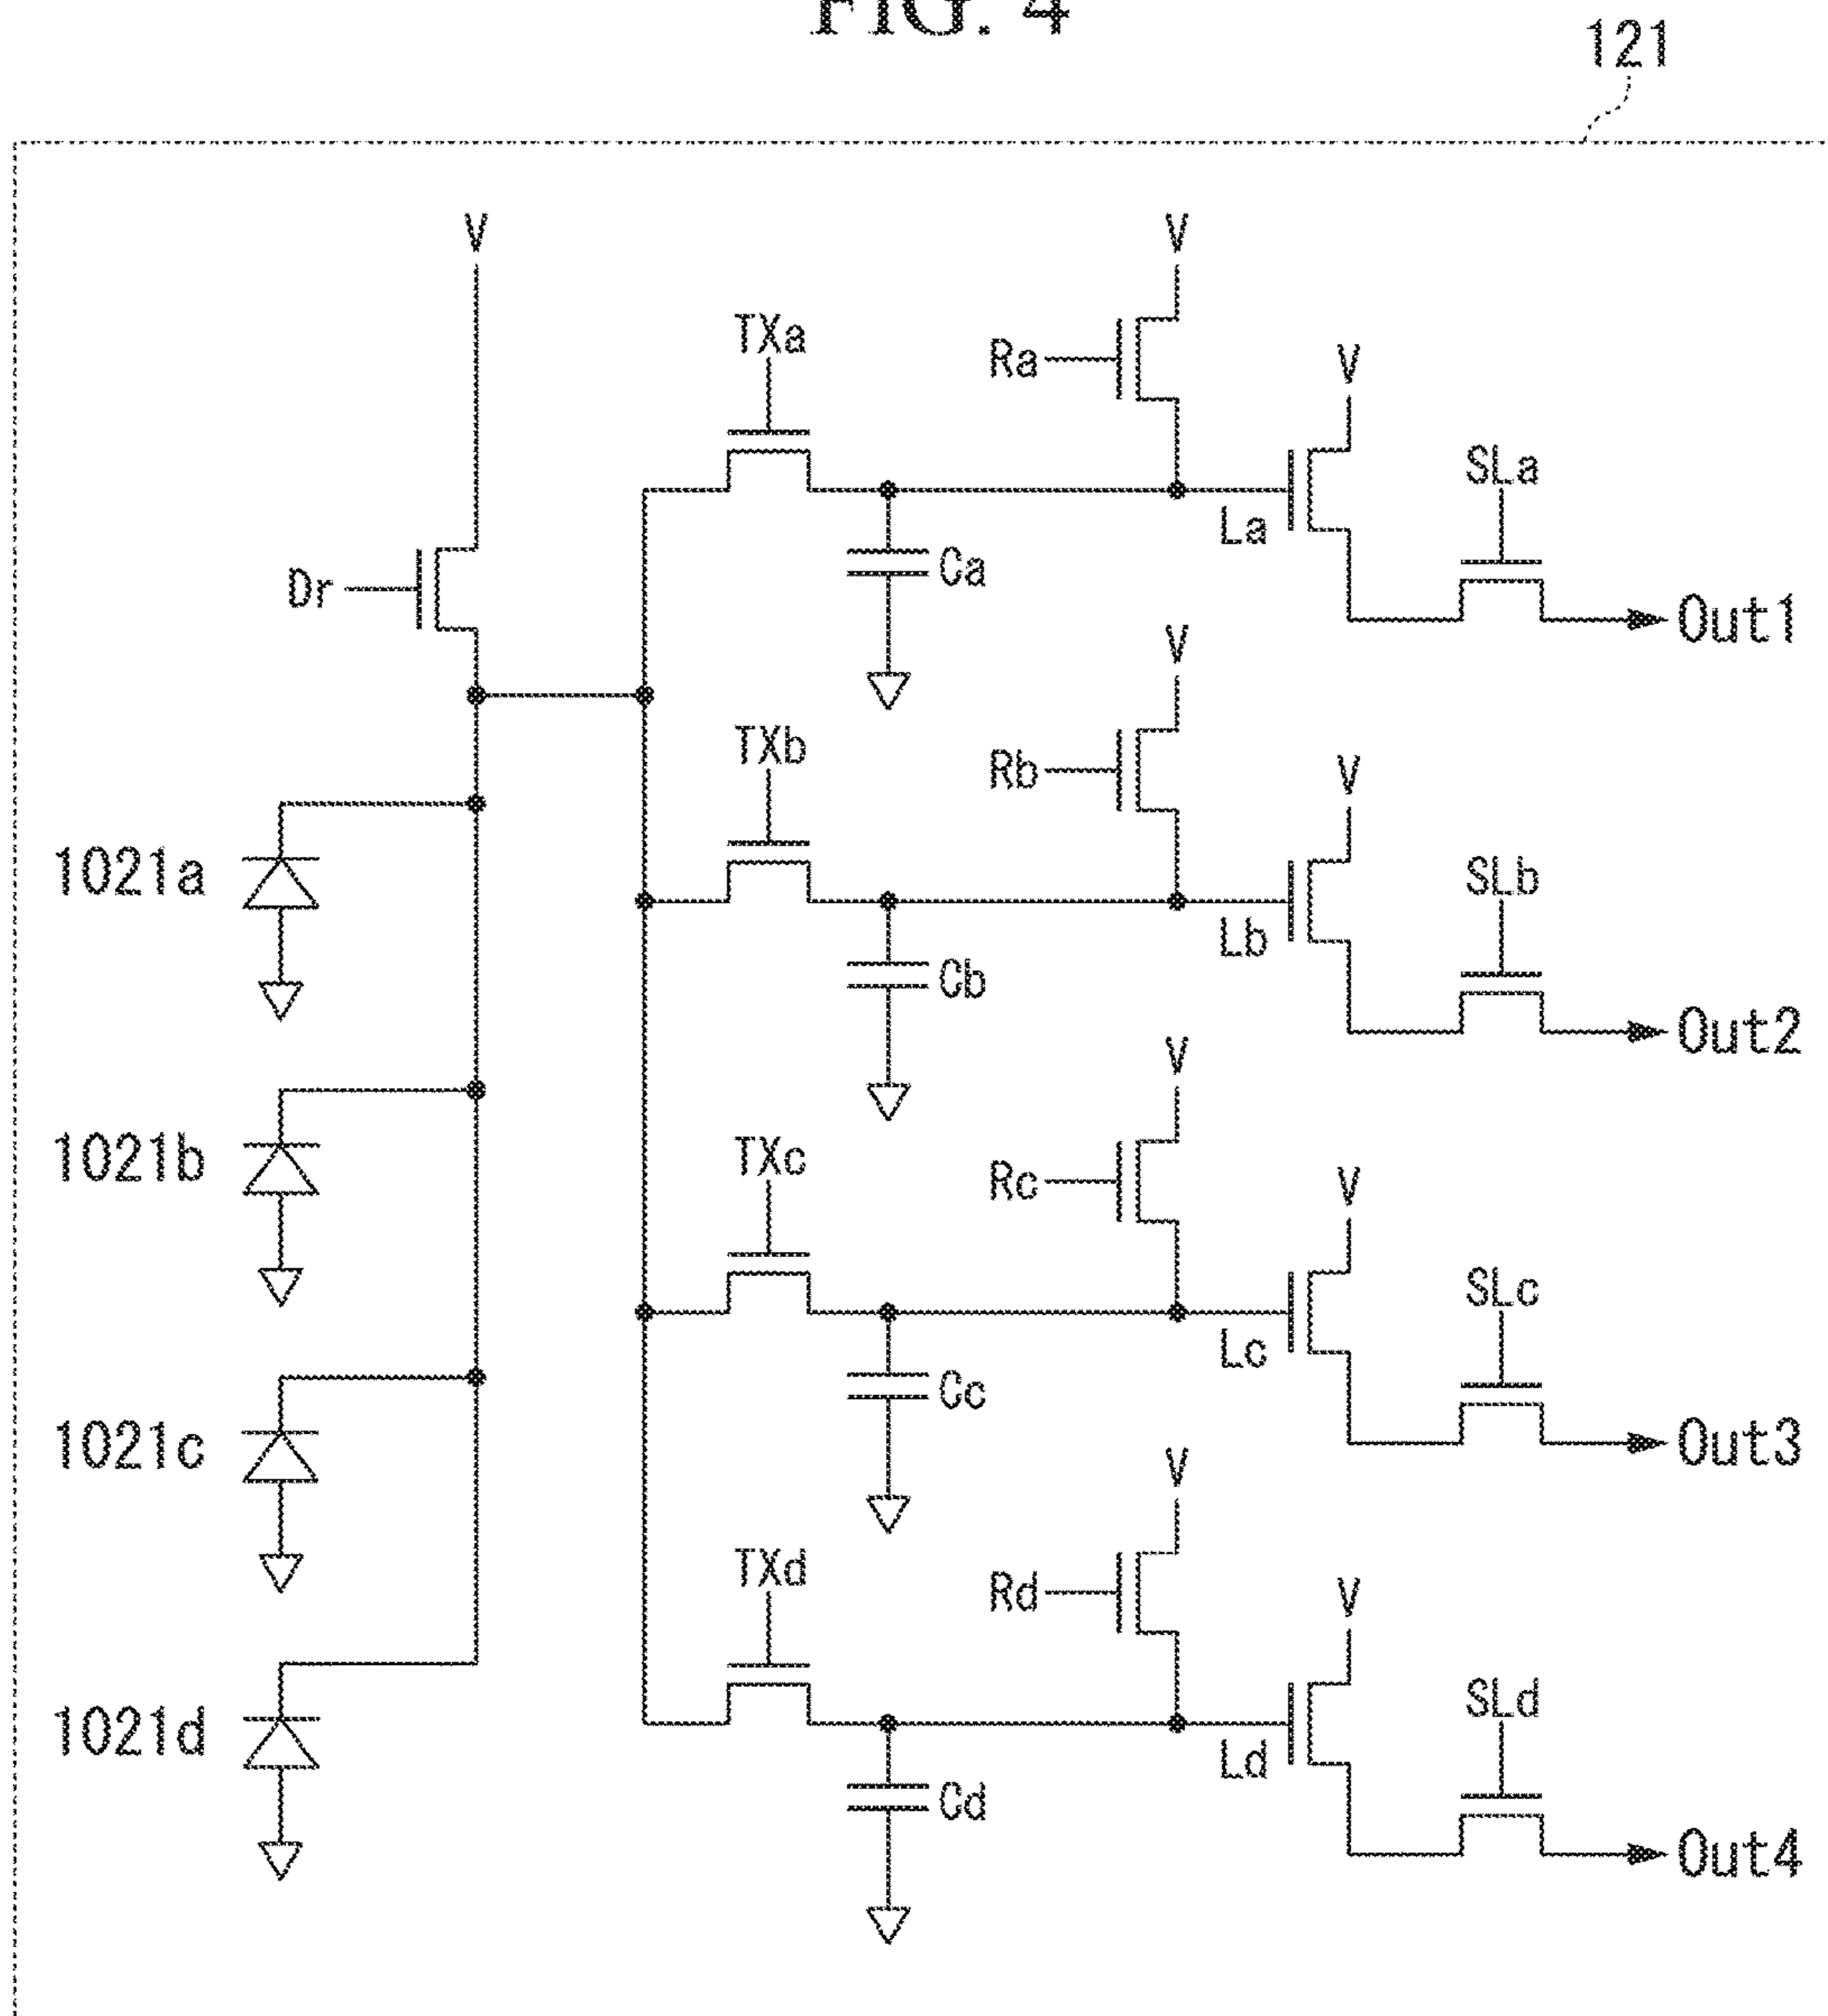 FIG. 4
121
V
V
TXa
Ra
V
SLa
La
Ca
Dr
Out1
V
TXb
Rb
V
1021a
SLb
Lb
Cb
Out2
V
1021b
TXc
Rc
V
SLc
Lc
Cc
1021c
Out3
V
TXd
Rd
V
SLd
1021d
Ld
Cd
Out4